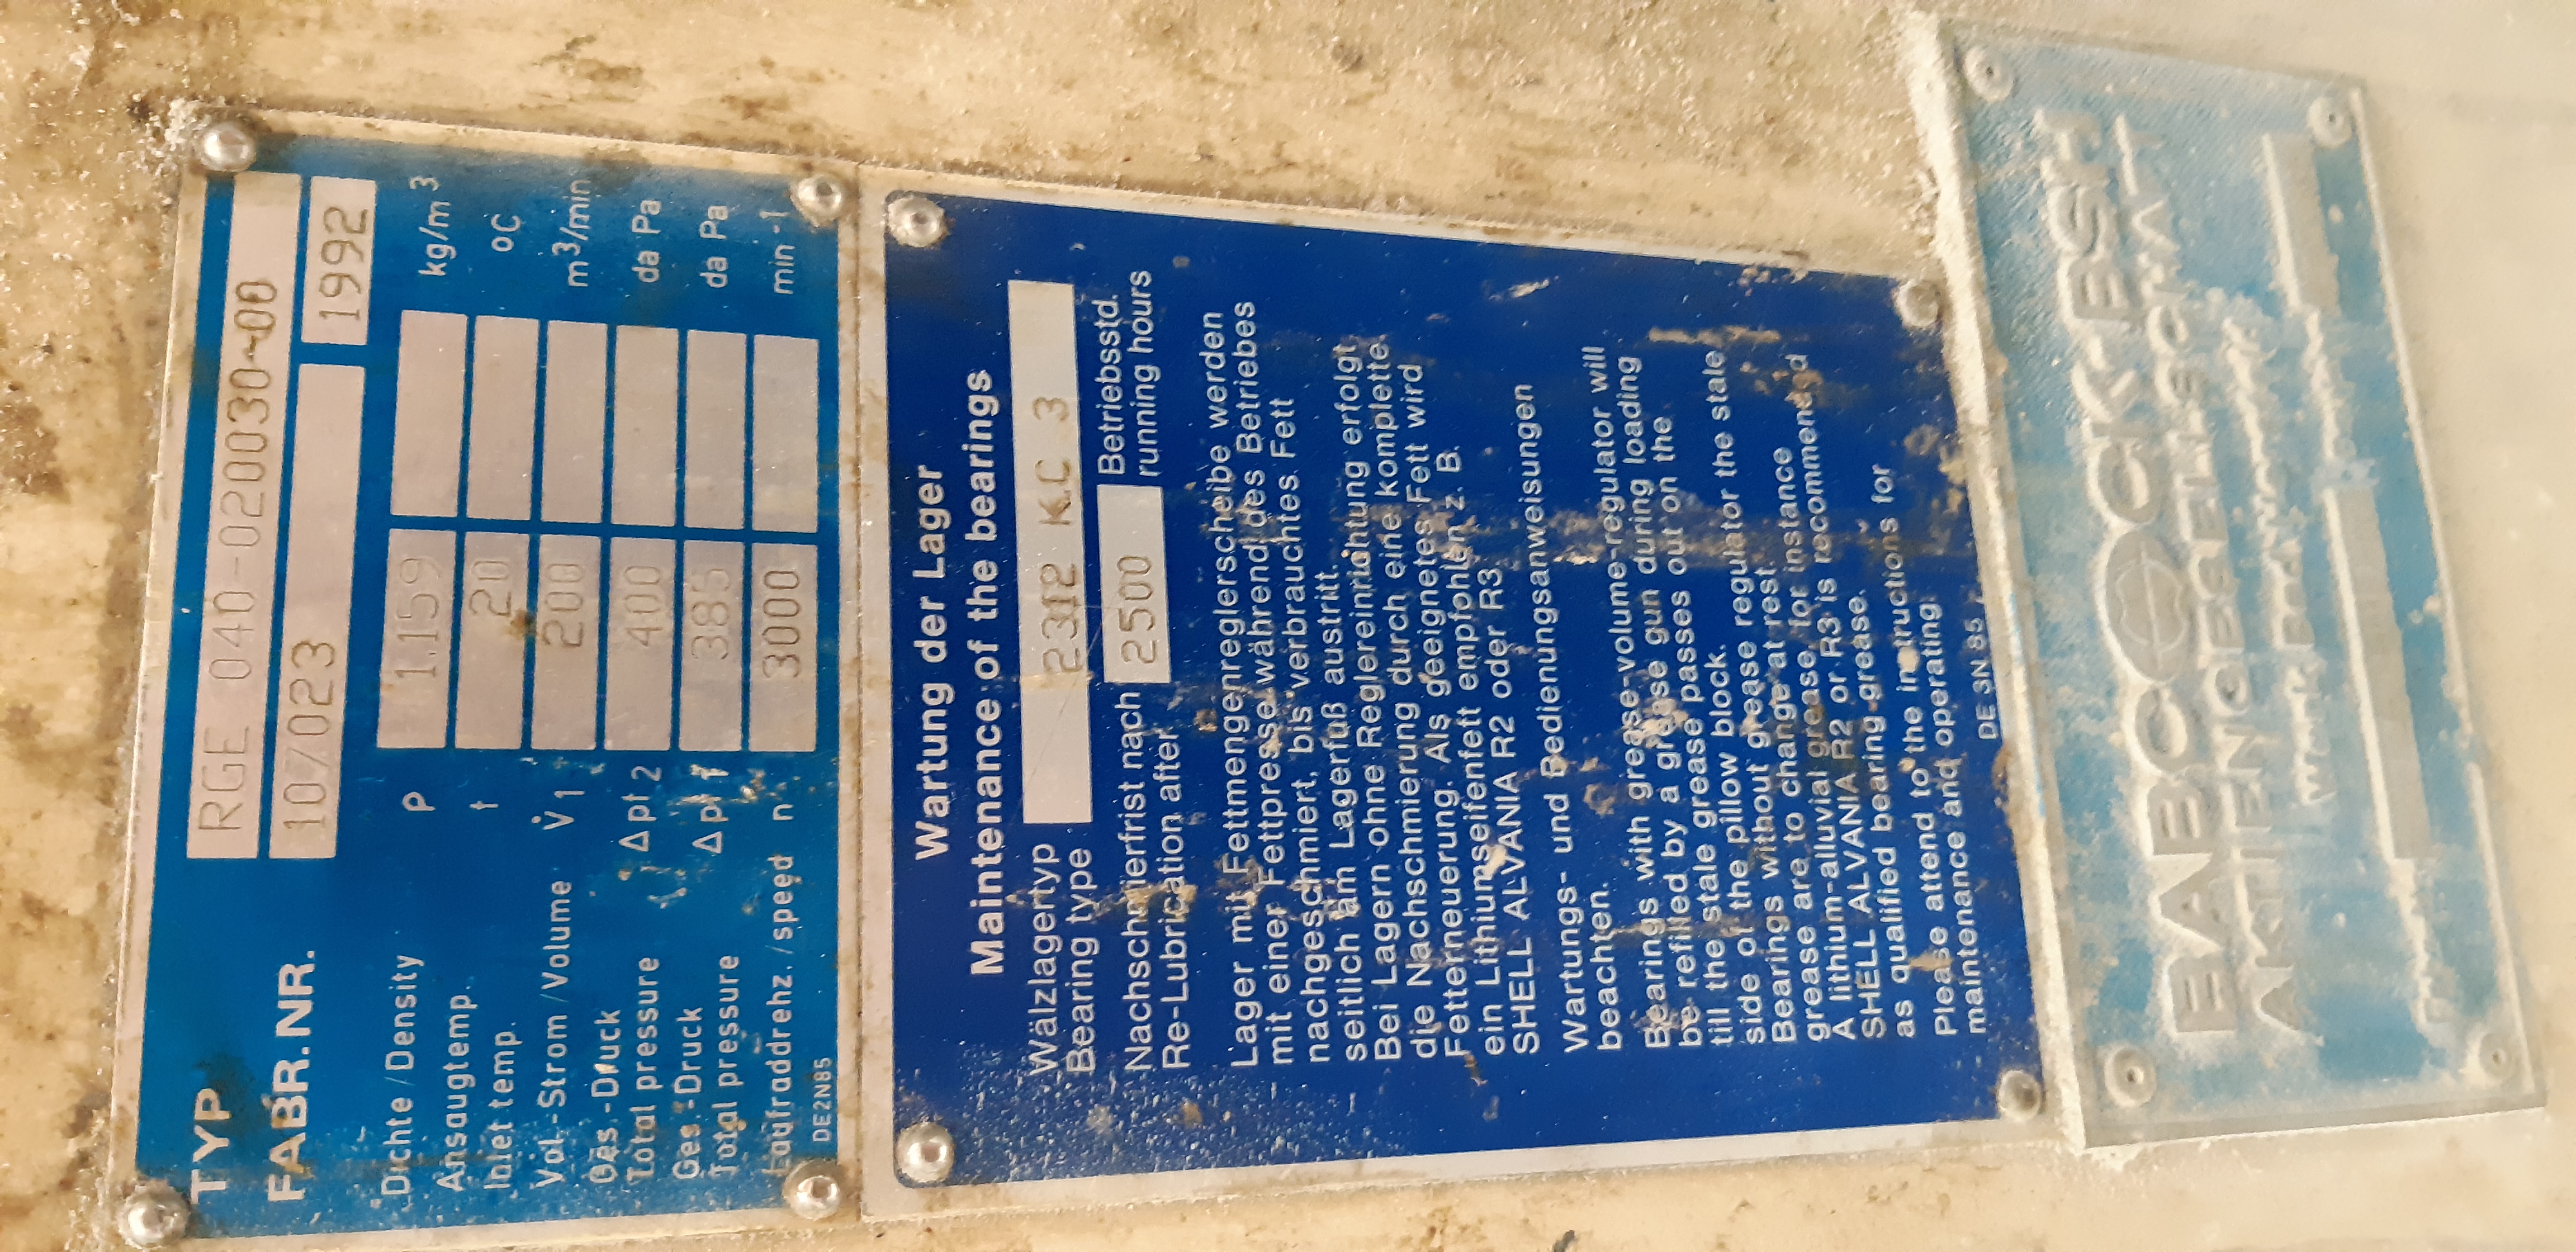 TYP RGE 040-020030-00
FABR.NR. 107023 1992
Dichte/Density ρ 1.159 kg/m 3
Ansaugtemp.
Inlet temp. t 20 °C
Vol.-Strom/Volume V̇ 1 200 m3/min
Ges.-Druck
Total pressure Δ pt 2 400 da Pa
Ges.-Druck
Total pressure Δ pt 1 385 da Pa
Laufraddrehz./speed n 3000 min -1
DE2N85
Wartung der Lager
Maintenance of the bearings
Wälzlagertyp
Bearing type 2312 K.C 3
Nachschmierfrist nach 2500 Betriebsstd.
Re-Lubrication after running hours
Lager mit Fettmengenreglerscheibe werden
mit einer Fettpresse während des Betriebes
nachgeschmiert, bis verbrauchtes Fett
seitlich am Lagerfuß austritt.
Bei Lagern ohne Reglereinrichtung erfolgt
die Nachschmierung durch eine komplette
Fetterneuerung. Als geeignetes Fett wird
ein Lithiumseifenfett empfohlen z. B.
SHELL ALVANIA R2 oder R3.
Wartungs- und Bedienungsanweisungen
beachten.
Bearings with grease-volume-regulator will
be refilled by a grease gun during loading
till the stale grease passes out on the
side of the pillow block.
Bearings without grease regulator the stale
grease are to change at rest.
A lithium-alluvial grease, for instance
SHELL ALVANIA R2 or R3 is recommended
as qualified bearing grease.
Please attend to the instructions for
maintenance and operating
DE 3N 85
BABCOCK-BSH
AKTIENGESELLSCHAFT